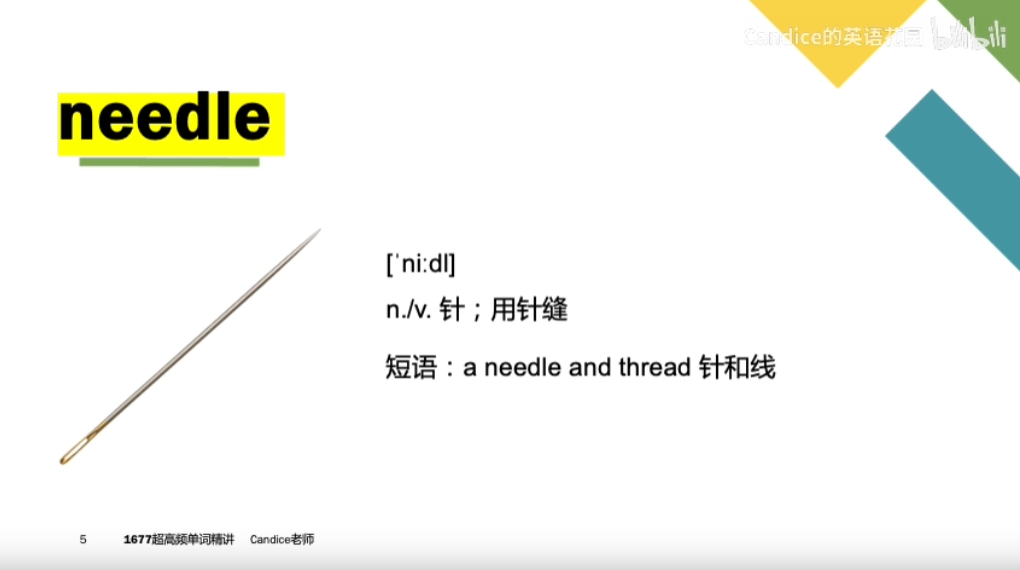 Candice的英语花园 bilibili
needle
[ˈniːdl]
n./v. 针；用针缝
短语：a needle and thread 针和线
5 1677超高频单词精讲 Candice老师